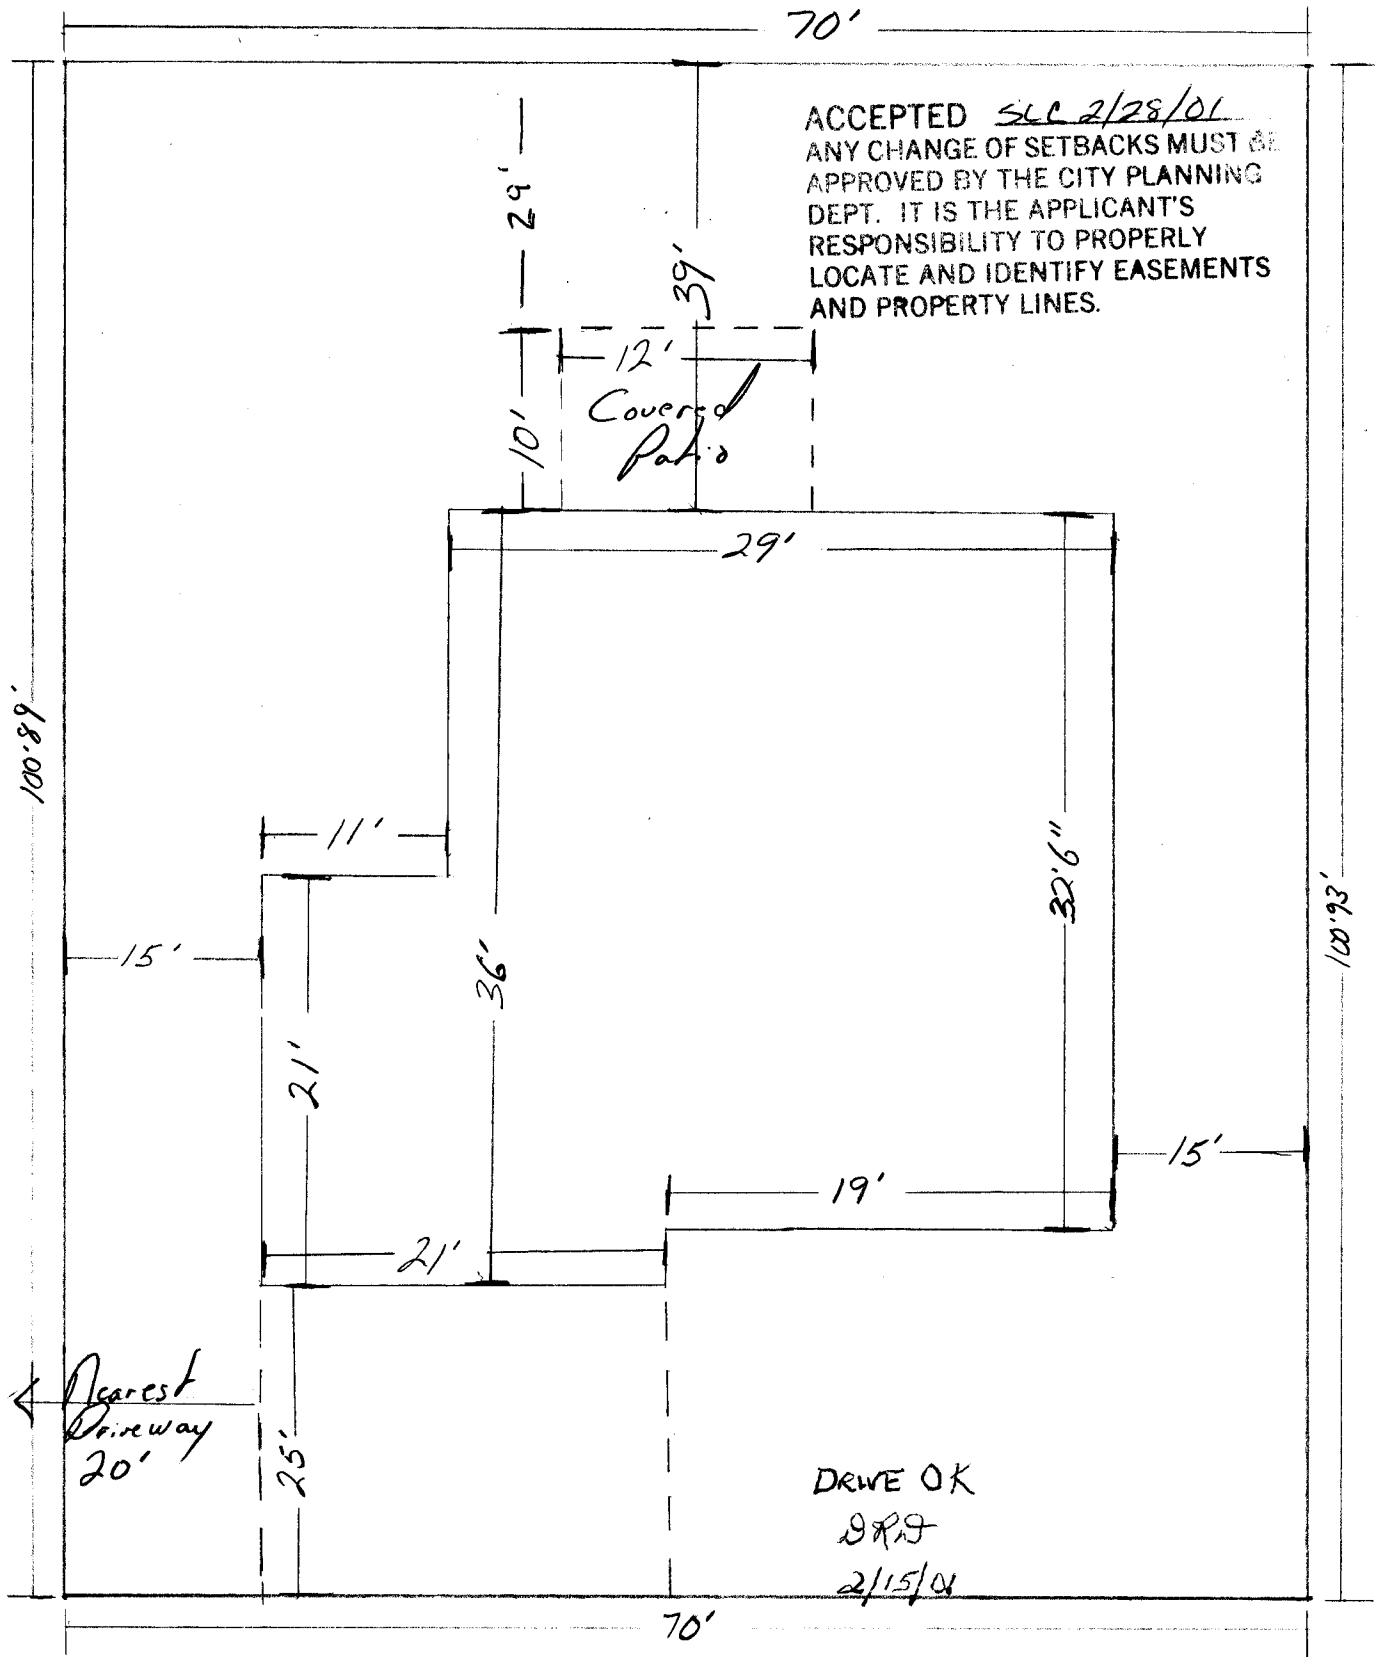 70'
ACCEPTED SLC 2/28/01
ANY CHANGE OF SETBACKS MUST BE
APPROVED BY THE CITY PLANNING
DEPT. IT IS THE APPLICANT'S
RESPONSIBILITY TO PROPERLY
LOCATE AND IDENTIFY EASEMENTS
AND PROPERTY LINES.
29'
39'
12'
Covered
Patio
10'
29'
100.89'
11'
32'6"
100.93'
15'
36'
21'
15'
19'
21'
Nearest
Driveway
20'
25'
DRIVE OK
DRD
2/15/01
70'